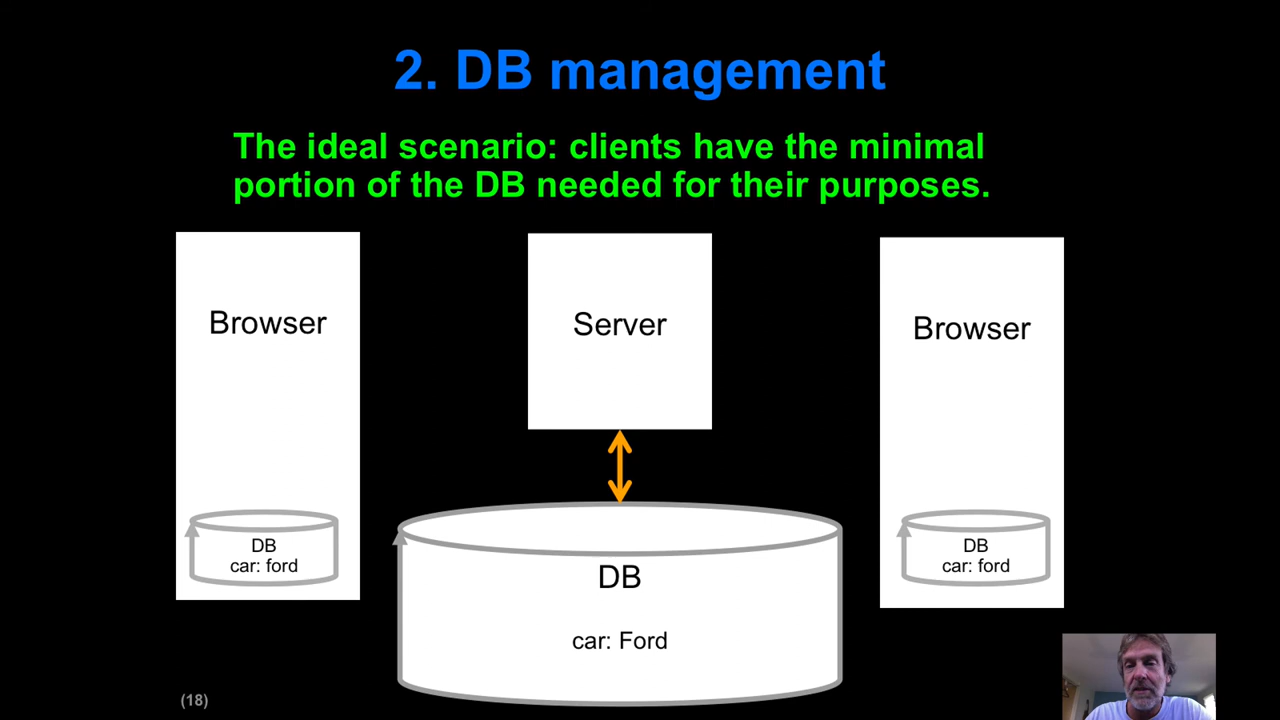 2. DB management
The ideal scenario: clients have the minimal
portion of the DB needed for their purposes.
Browser
Server
Browser
DB
car: ford
DB
car: Ford
DB
car: ford
(18)